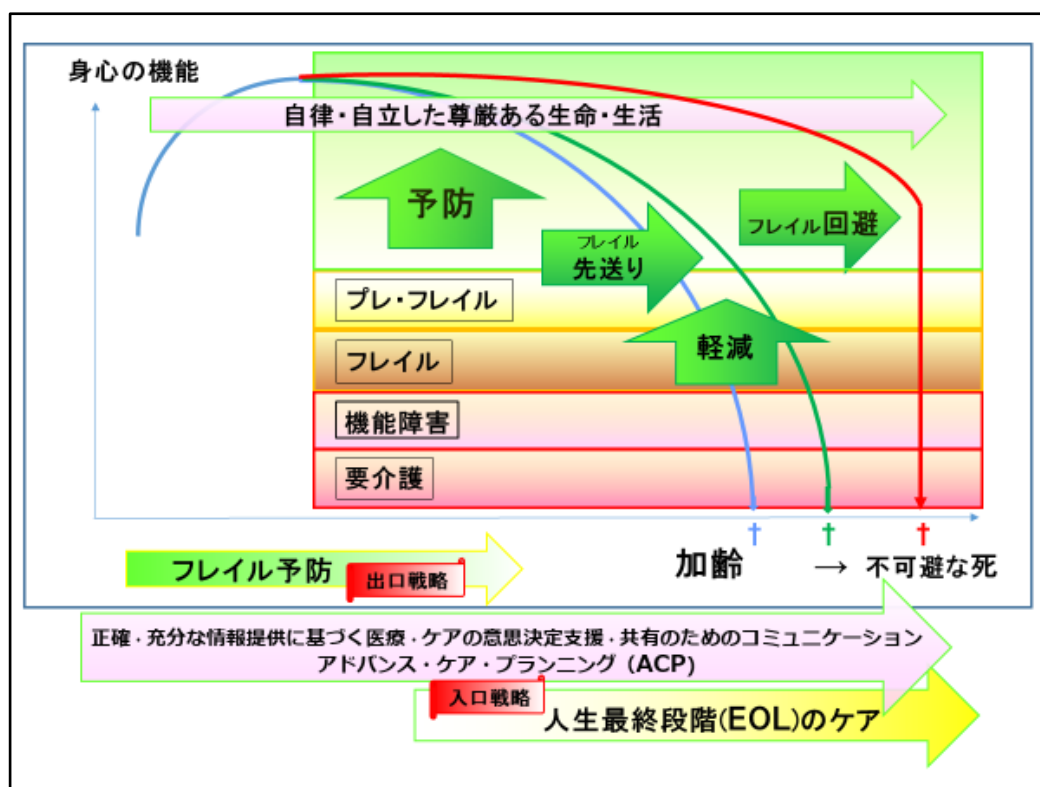 身心の機能
自律・自立した尊厳ある生命・生活
予防
フレイル
先送り
フレイル回避
プレ・フレイル
軽減
フレイル
機能障害
要介護
† † †
加齢 → 不可避な死
フレイル予防
出口戦略
正確・充分な情報提供に基づく医療・ケアの意思決定支援・共有のためのコミュニケーション
アドバンス・ケア・プランニング (ACP)
入口戦略
人生最終段階(EOL)のケア